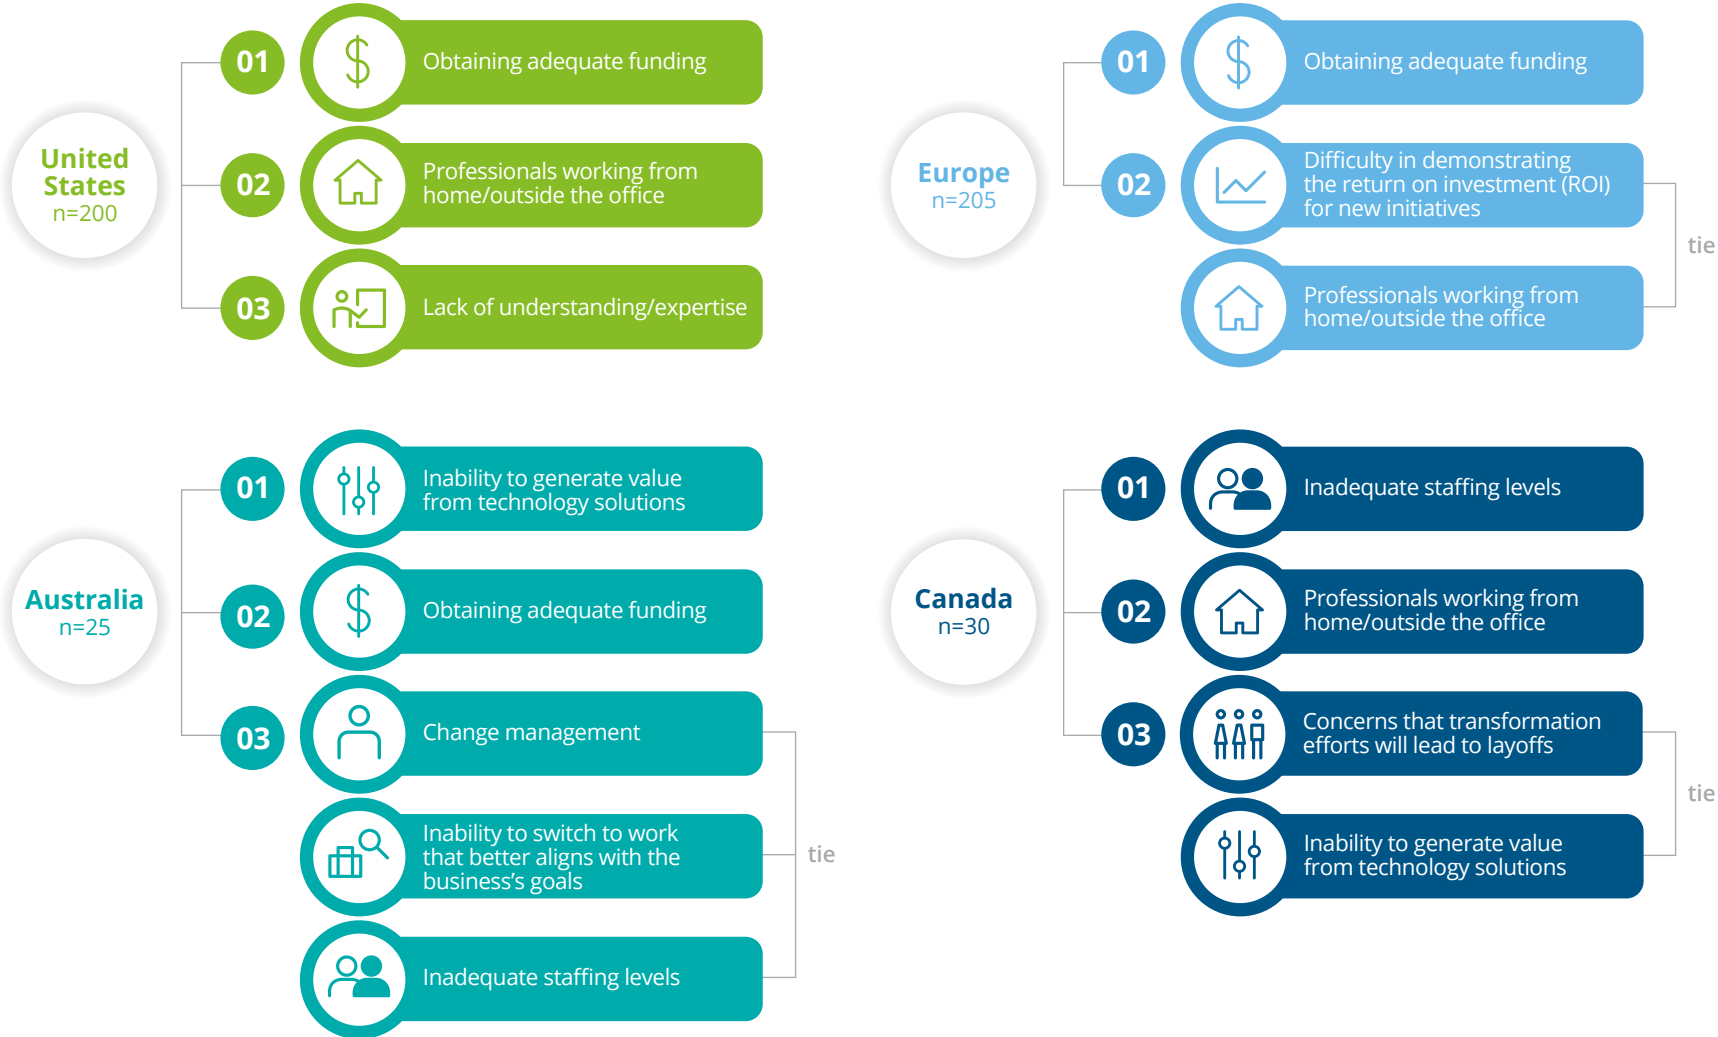 United
States
n=200
01
Obtaining adequate funding
02
Professionals working from
home/outside the office
03
Lack of understanding/expertise
Europe
n=205
01
Obtaining adequate funding
02
Difficulty in demonstrating
the return on investment (ROI)
for new initiatives
Professionals working from
home/outside the office
tie
Australia
n=25
01
Inability to generate value
from technology solutions
02
Obtaining adequate funding
03
Change management
Inability to switch to work
that better aligns with the
business’s goals
Inadequate staffing levels
tie
Canada
n=30
01
Inadequate staffing levels
02
Professionals working from
home/outside the office
03
Concerns that transformation
efforts will lead to layoffs
Inability to generate value
from technology solutions
tie